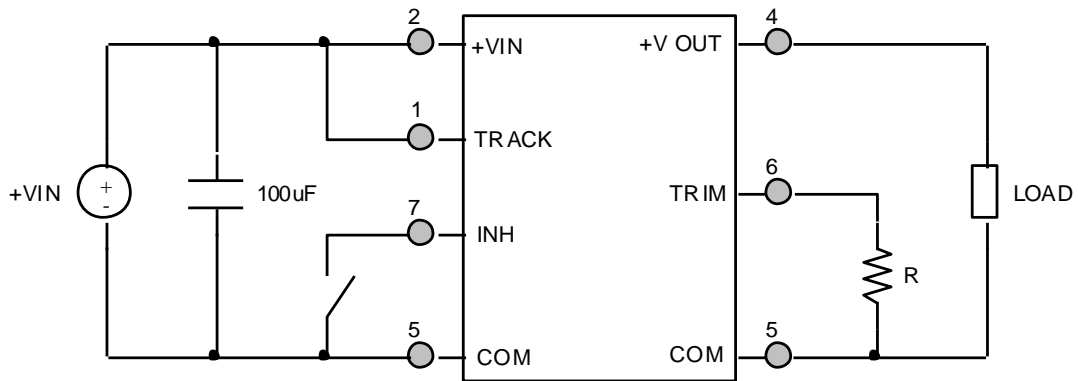 2
4
+VIN
+V OUT
1
TRACK
+VIN
+
-
100uF
6
TRIM
LOAD
7
INH
R
5
COM
5
COM